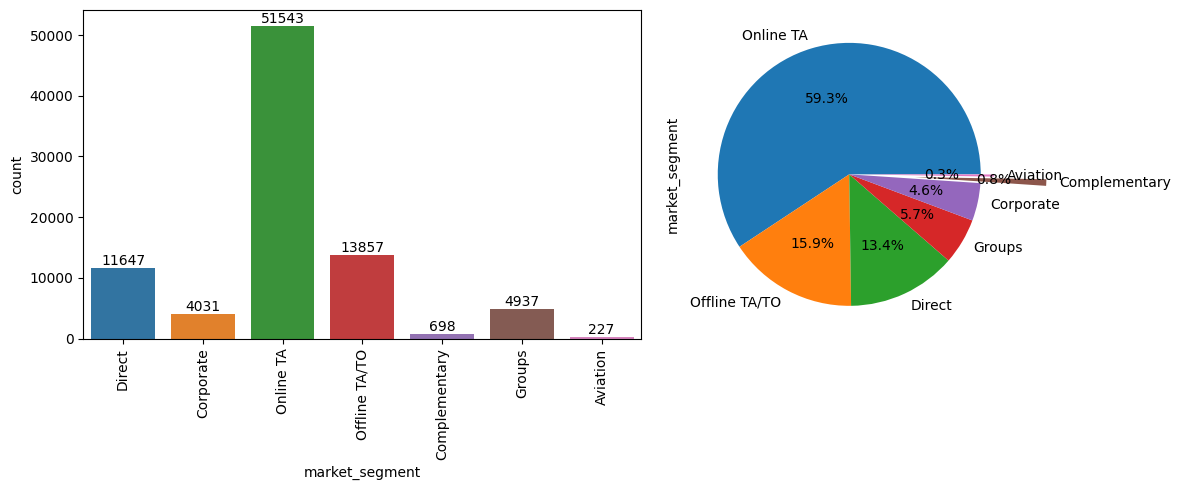 51543
50000
40000
30000
20000
10000
0
count
11647
4031
13857
698
4937
227
Direct
Corporate
Online TA
Offline TA/TO
Complementary
Groups
Aviation
market_segment
Online TA
59.3%
market_segment
0.3%
Aviation
0.8%
Complementary
4.6%
Corporate
5.7%
Groups
15.9%
13.4%
Offline TA/TO
Direct